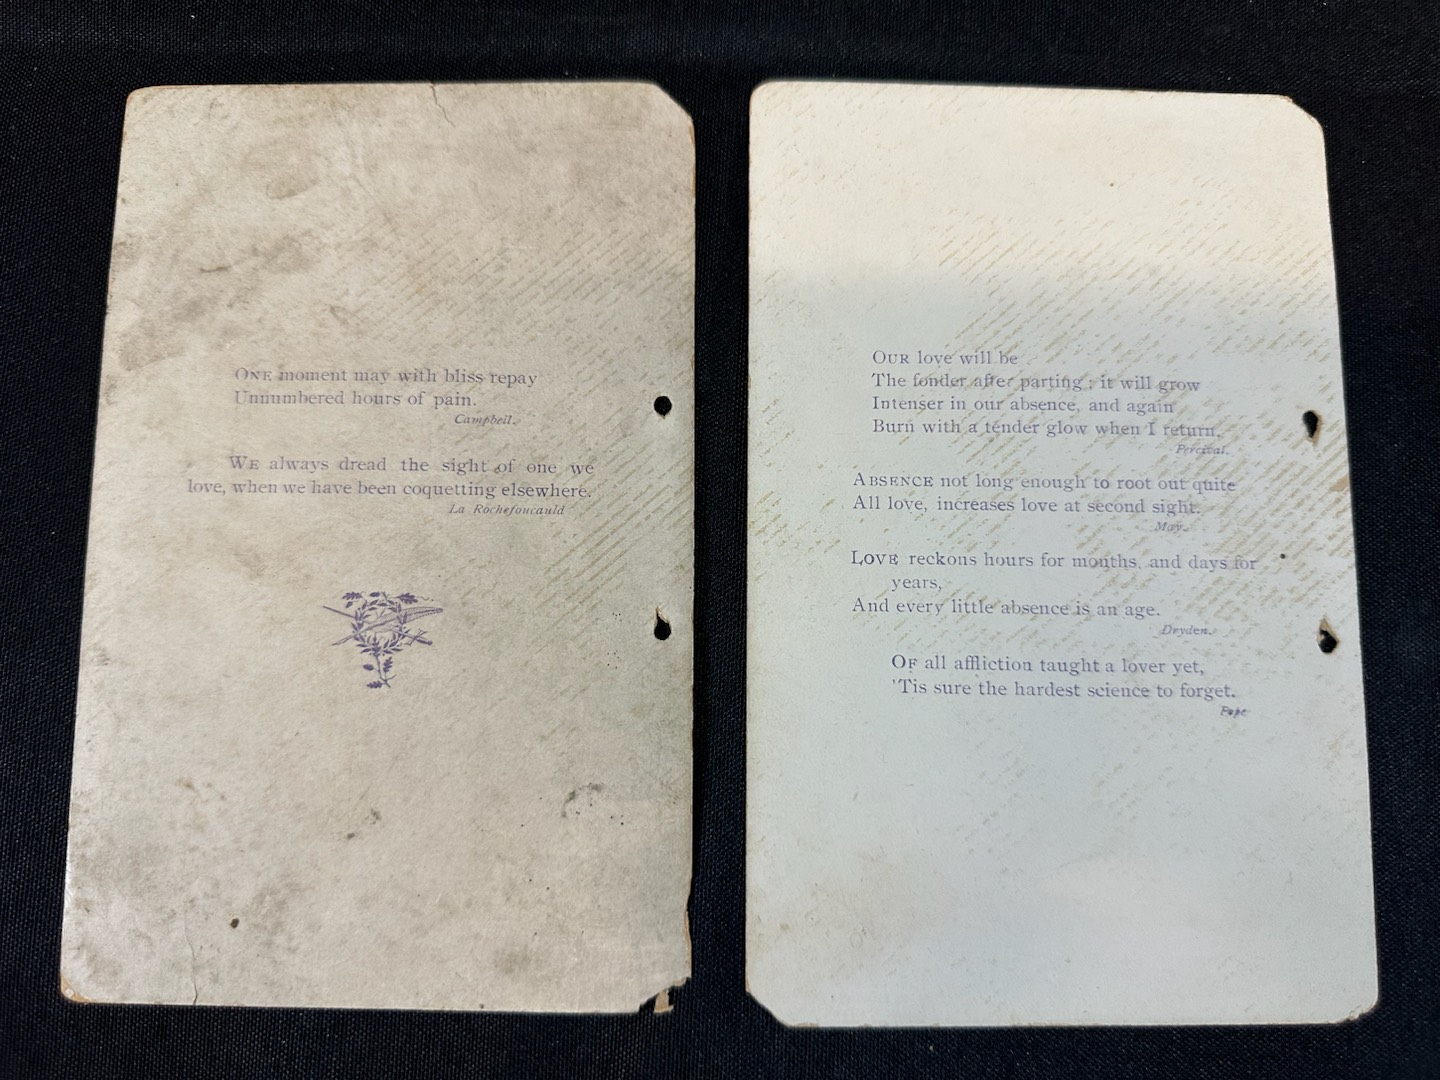 ONE moment may with bliss repay
Unnumbered hours of pain.
Campbell.
WE always dread the sight of one we
love, when we have been coquetting elsewhere.
La Rochefoucauld
OUR love will be
The fonder after parting; it will grow
Intenser in our absence, and again
Burn with a tender glow when I return.
Percival.
ABSENCE not long enough to root out quite
All love, increases love at second sight.
May.
LOVE reckons hours for months, and days for
years,
And every little absence is an age.
Dryden.
OF all affliction taught a lover yet,
'Tis sure the hardest science to forget.
Pope